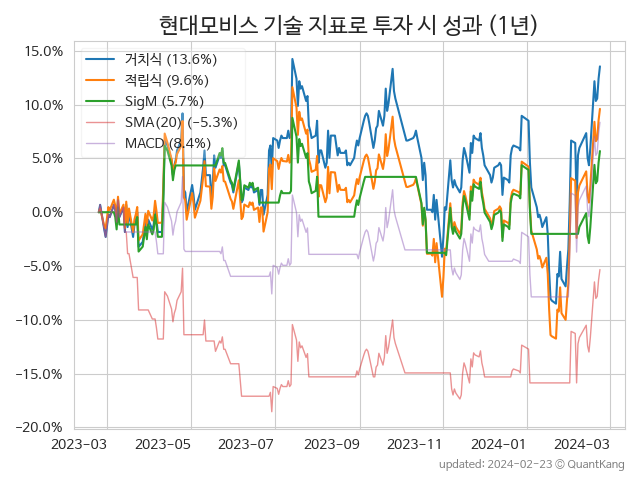 현대모비스 기술 지표로 투자 시 성과 (1년)
15.0%
10.0%
5.0%
0.0%
−5.0%
−10.0%
−15.0%
−20.0%
거치식 (13.6%)
적립식 (9.6%)
SigM (5.7%)
SMA(20) (−5.3%)
MACD (8.4%)
2023-03
2023-05
2023-07
2023-09
2023-11
2024-01
2024-03
updated: 2024-02-23 ⓒ QuantKang